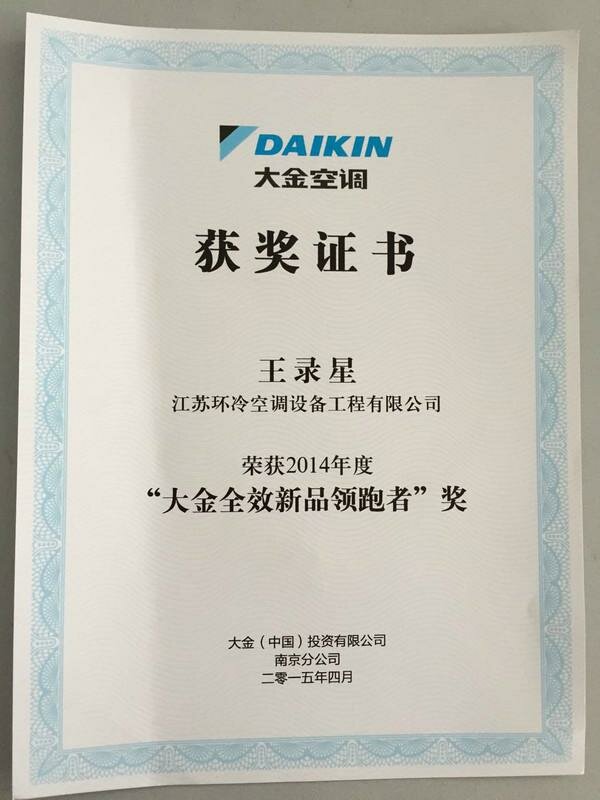 DAIKIN
大金空调
获奖证书
王录星
江苏环冷空调设备工程有限公司
荣获2014年度
“大金全效新品领跑者”奖
大金（中国）投资有限公司
南京分公司
二零一五年四月